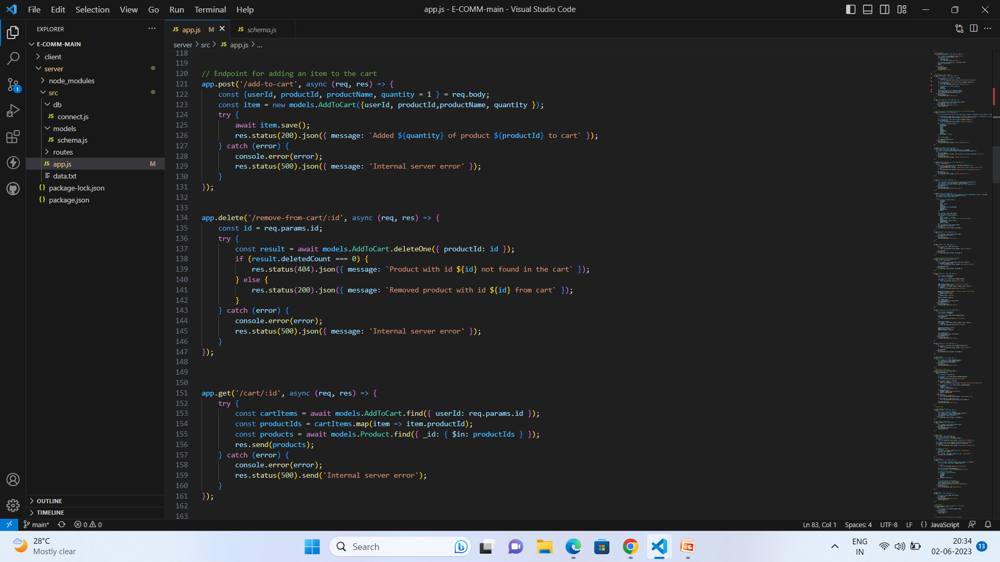 File Edit Selection View Go Run Terminal Help
app.js - E-COMM-main - Visual Studio Code
EXPLORER
E-COMM-MAIN
client
server
node_modules
src
db
JS connect.js
models
JS schema.js
routes
JS app.js M
data.txt
{} package-lock.json
{} package.json
OUTLINE
TIMELINE
1
JS app.js M
JS schema.js
server > src > JS app.js > ...
118
119
120 // Endpoint for adding an item to the cart
121 app.post('/add-to-cart', async (req, res) => {
122 const {userId, productId, productName, quantity = 1 } = req.body;
123 const item = new models.AddToCart({userId, productId,productName, quantity });
124 try {
125 await item.save();
126 res.status(200).json({ message: `Added ${quantity} of product ${productId} to cart` });
127 } catch (error) {
128 console.error(error);
129 res.status(500).json({ message: 'Internal server error' });
130 }
131 });
132
133
134 app.delete('/remove-from-cart/:id', async (req, res) => {
135 const id = req.params.id;
136 try {
137 const result = await models.AddToCart.deleteOne({ productId: id });
138 if (result.deletedCount === 0) {
139 res.status(404).json({ message: `Product with id ${id} not found in the cart` });
140 } else {
141 res.status(200).json({ message: `Removed product with id ${id} from cart` });
142 }
143 } catch (error) {
144 console.error(error);
145 res.status(500).json({ message: 'Internal server error' });
146 }
147 });
148
149
150
151 app.get('/cart/:id', async (req, res) => {
152 try {
153 const cartItems = await models.AddToCart.find({ userId: req.params.id });
154 const productIds = cartItems.map(item => item.productId);
155 const products = await models.Product.find({ _id: { $in: productIds } });
156 res.send(products);
157 } catch (error) {
158 console.error(error);
159 res.status(500).send('Internal server error');
160 }
161 });
162
163
main* 0 0
Ln 83, Col 1 Spaces: 4 UTF-8 LF {} JavaScript
28°C
Mostly clear
Search
ENG
IN
20:34
02-06-2023
13